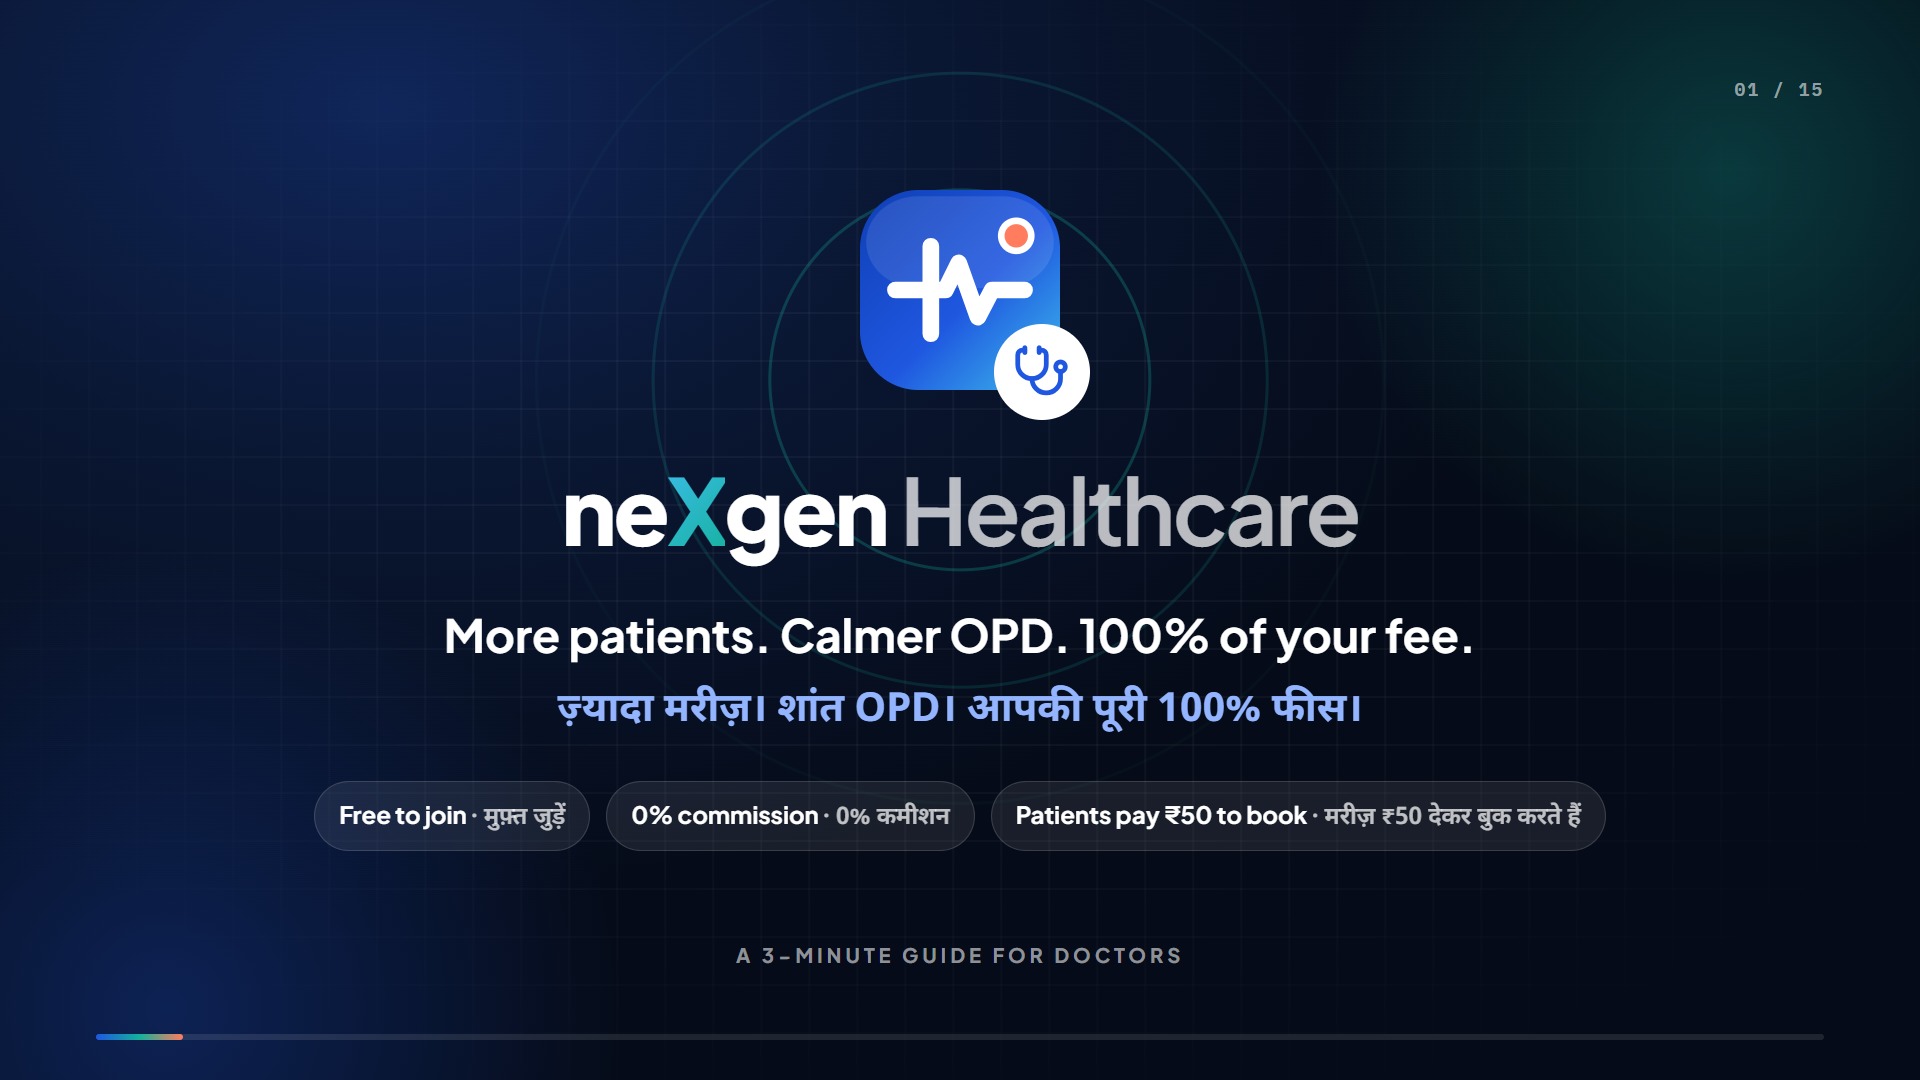 01 / 15
neXgen Healthcare
More patients. Calmer OPD. 100% of your fee.
ज़्यादा मरीज़। शांत OPD। आपकी पूरी 100% फीस।
Free to join · मुफ़्त जुड़ें
0% commission · 0% कमीशन
Patients pay ₹50 to book · मरीज़ ₹50 देकर बुक करते हैं
A 3-MINUTE GUIDE FOR DOCTORS